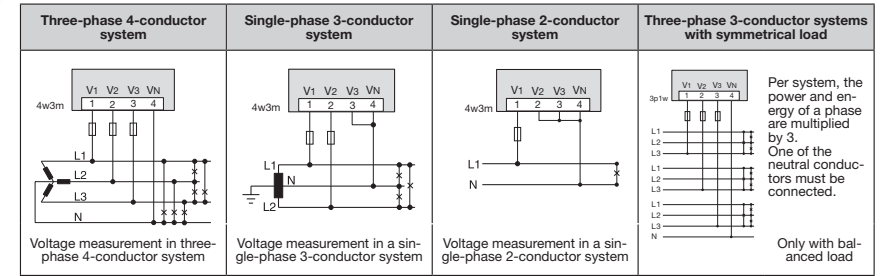 Three-phase 4-conductor
system
Single-phase 3-conductor
system
Single-phase 2-conductor
system
Three-phase 3-conductor systems
with symmetrical load
V1 V2 V3 VN
1 2 3 4
4w3m
L1
L2
L3
N
Voltage measurement in three-
phase 4-conductor system
V1 V2 V3 VN
1 2 3 4
4w3m
L1
N
L2
Voltage measurement in a sin-
gle-phase 3-conductor system
V1 V2 V3 VN
1 2 3 4
4w3m
L1
N
Voltage measurement in a sin-
gle-phase 2-conductor system
V1 V2 V3 VN
1 2 3 4
3p1w
L1
L2
L3
L1
L2
L3
L1
L2
L3
N
Per system, the
power and en-
ergy of a phase
are multiplied
by 3.
One of the
neutral conduc-
tors must be
connected.
Only with bal-
anced load